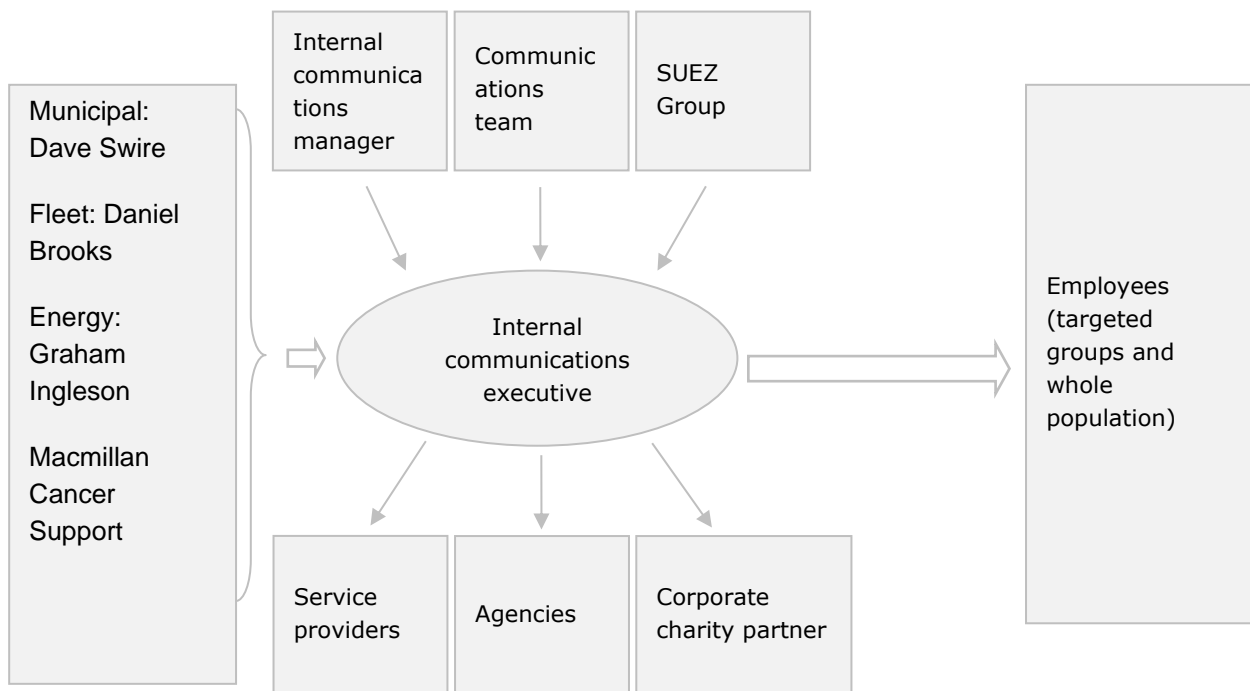 Municipal:
Dave Swire
Fleet: Daniel
Brooks
Energy:
Graham
Ingleson
Macmillan
Cancer
Support
Internal
communica
tions
manager
Communic
ations
team
SUEZ
Group
Internal
communications
executive
Service
providers
Agencies
Corporate
charity partner
Employees
(targeted
groups and
whole
population)